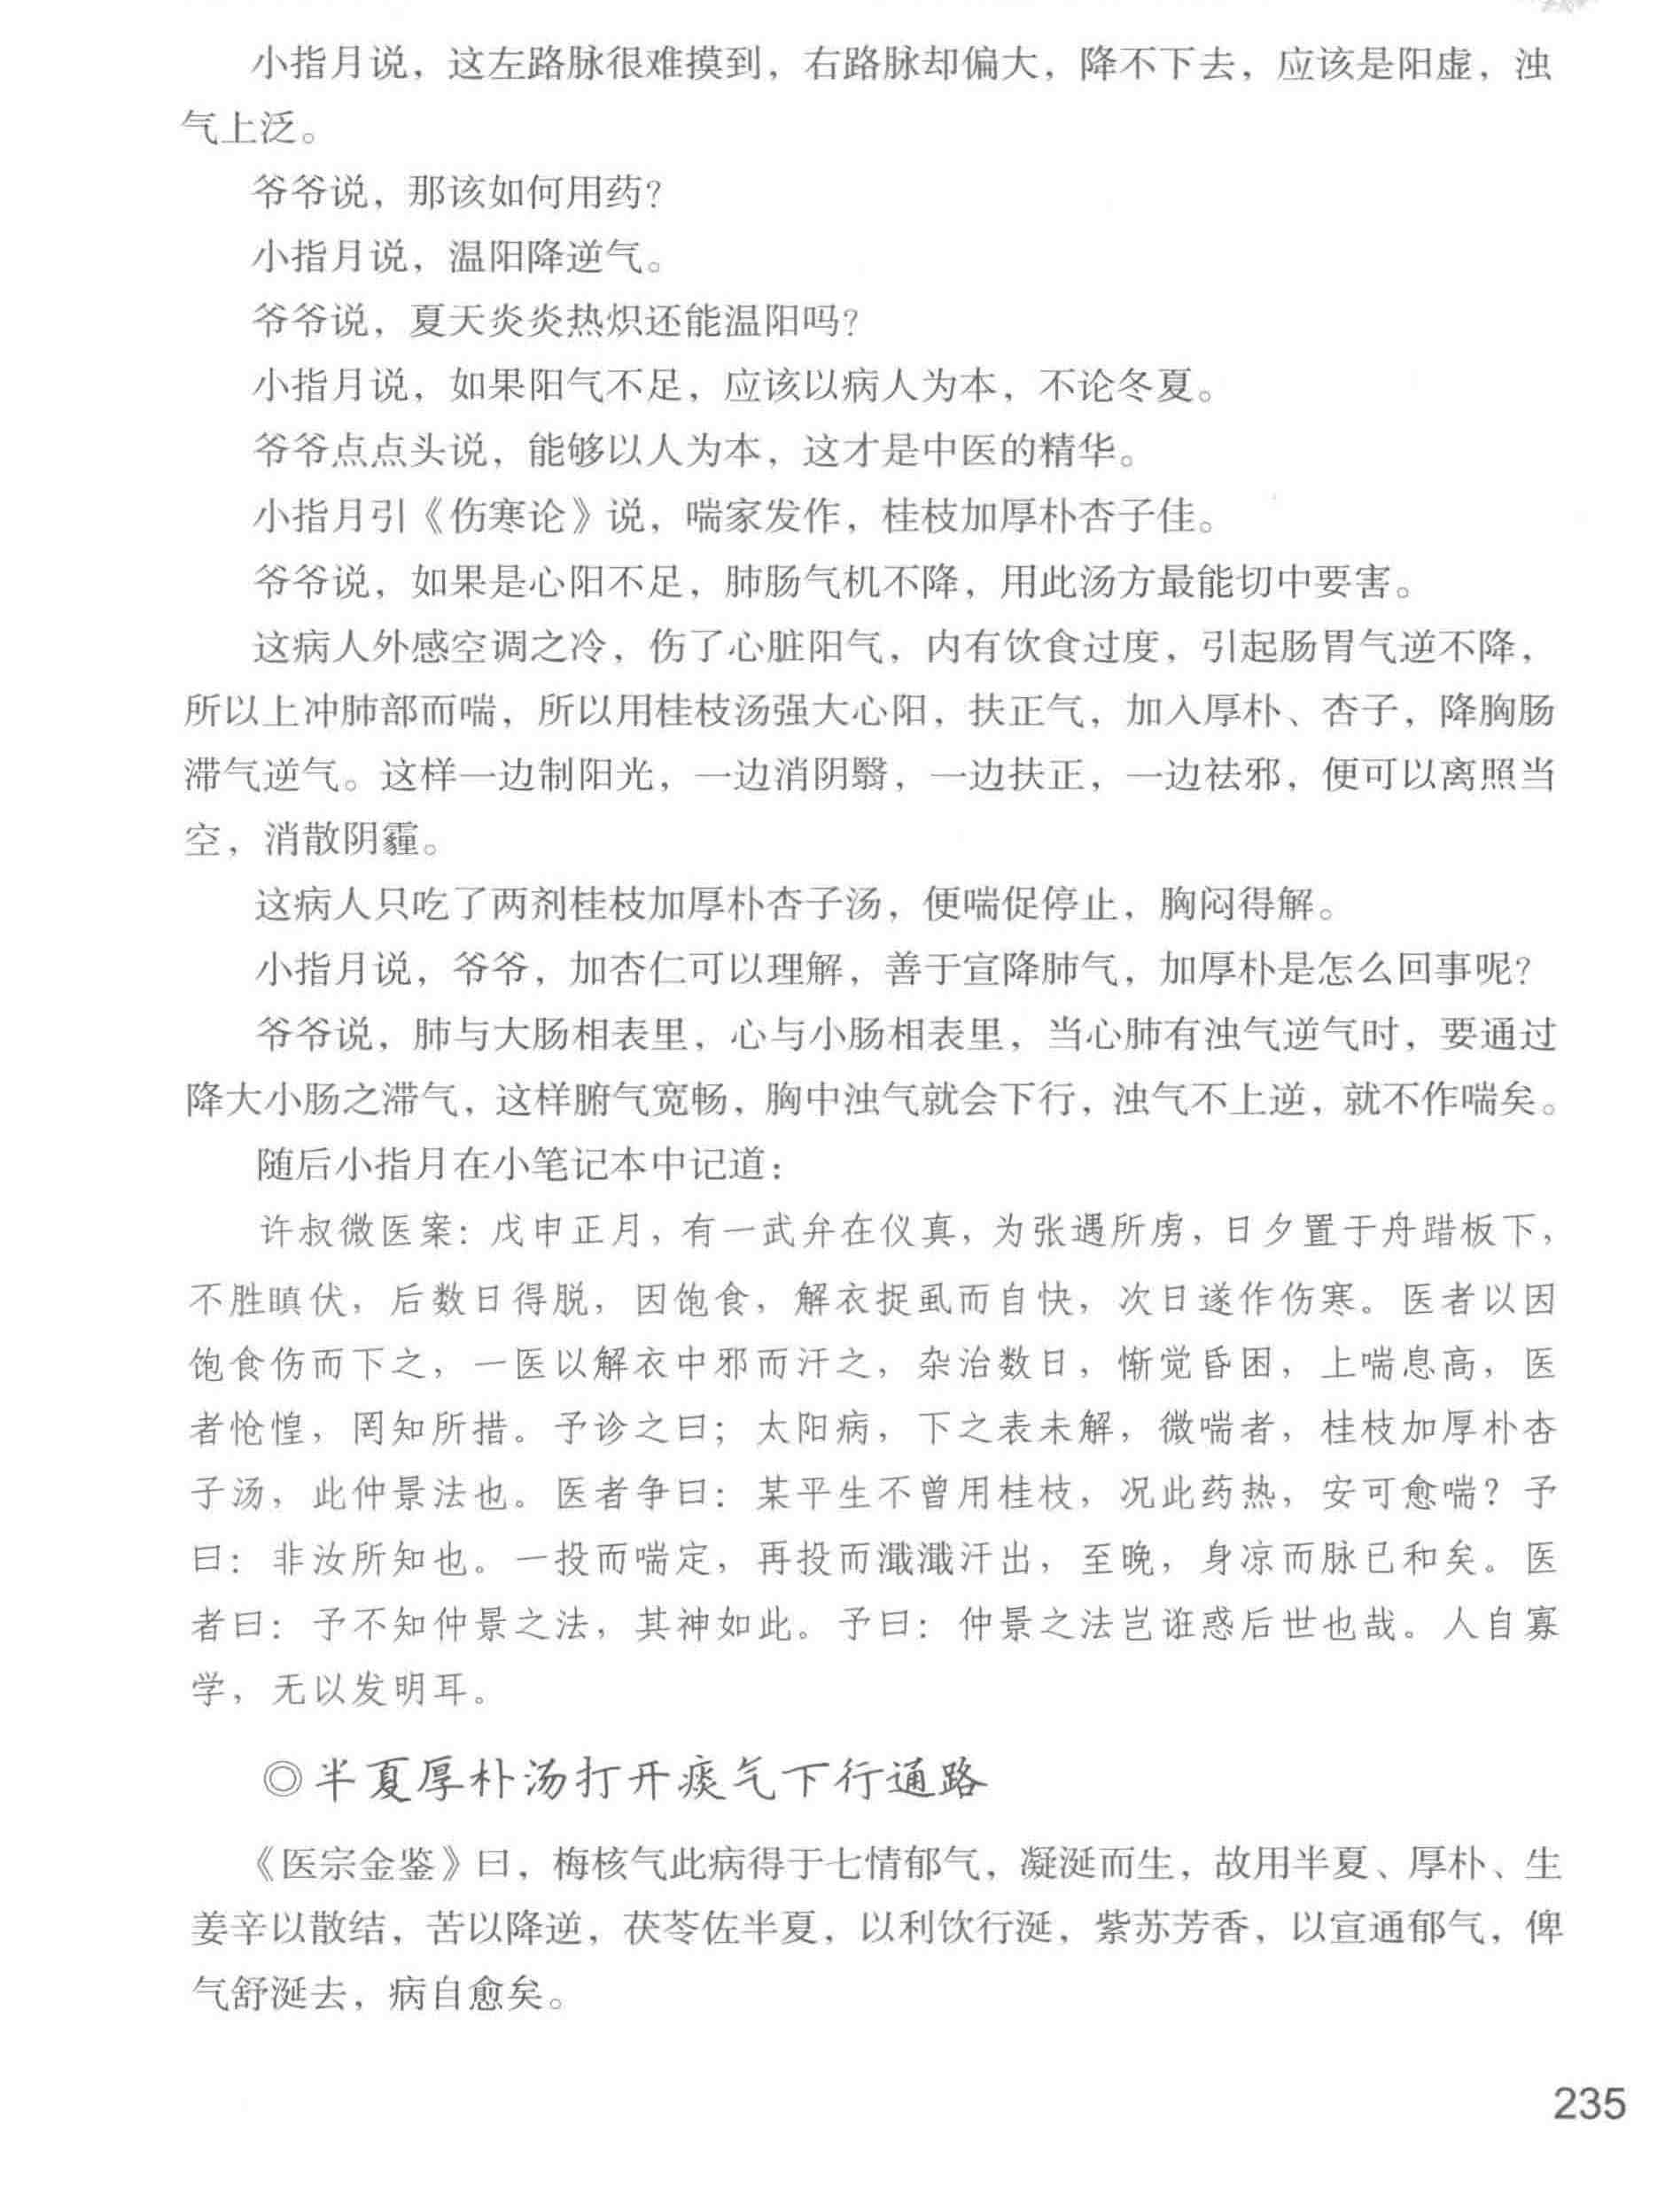 小指月说，这左路脉很难摸到，右路脉却偏大，降不下去，应该是阳虚，浊
气上泛。
爷爷说，那该如何用药？
小指月说，温阳降逆气。
爷爷说，夏天炎炎热炽还能温阳吗？
小指月说，如果阳气不足，应该以病人为本，不论冬夏。
爷爷点点头说，能够以人为本，这才是中医的精华。
小指月引《伤寒论》说，喘家发作，桂枝加厚朴杏子佳。
爷爷说，如果是心阳不足，肺肠气机不降，用此汤方最能切中要害。
这病人外感空调之冷，伤了心脏阳气，内有饮食过度，引起肠胃气逆不降，
所以上冲肺部而喘，所以用桂枝汤强大心阳，扶正气，加入厚朴、杏子，降胸肠
滞气逆气。这样一边制阳光，一边消阴翳，一边扶正，一边祛邪，便可以离照当
空，消散阴霾。
这病人只吃了两剂桂枝加厚朴杏子汤，便喘促停止，胸闷得解。
小指月说，爷爷，加杏仁可以理解，善于宣降肺气，加厚朴是怎么回事呢？
爷爷说，肺与大肠相表里，心与小肠相表里，当心肺有浊气逆气时，要通过
降大小肠之滞气，这样腑气宽畅，胸中浊气就会下行，浊气不上逆，就不作喘矣。
随后小指月在小笔记本中记道：
许叔微医案：戊申正月，有一武弁在仪真，为张遇所虏，日夕置于舟踏板下，
不胜瞋伏，后数日得脱，因饱食，解衣捉虱而自快，次日遂作伤寒。医者以因
饱食伤而下之，一医以解衣中邪而汗之，杂治数日，惭觉昏困，上喘息高，医
者怆惶，罔知所措。予诊之曰；太阳病，下之表未解，微喘者，桂枝加厚朴杏
子汤，此仲景法也。医者争曰：某平生不曾用桂枝，况此药热，安可愈喘？予
曰：非汝所知也。一投而喘定，再投而濈濈汗出，至晚，身凉而脉已和矣。医
者曰：予不知仲景之法，其神如此。予曰：仲景之法岂诳惑后世也哉。人自寡
学，无以发明耳。
◎半夏厚朴汤打开痰气下行通路
《医宗金鉴》曰，梅核气此病得于七情郁气，凝涎而生，故用半夏、厚朴、生
姜辛以散结，苦以降逆，茯苓佐半夏，以利饮行涎，紫苏芳香，以宣通郁气，俾
气舒涎去，病自愈矣。
235